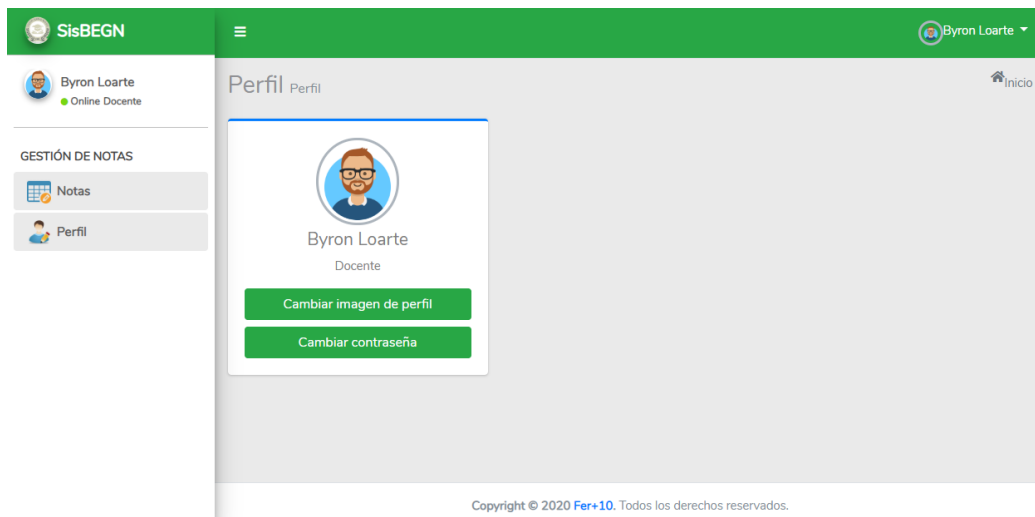 SisBEGN
Byron Loarte
Byron Loarte
Online Docente
Perfil Perfil
Inicio
GESTIÓN DE NOTAS
Notas
Perfil
Byron Loarte
Docente
Cambiar imagen de perfil
Cambiar contraseña
Copyright © 2020 Fer+10. Todos los derechos reservados.